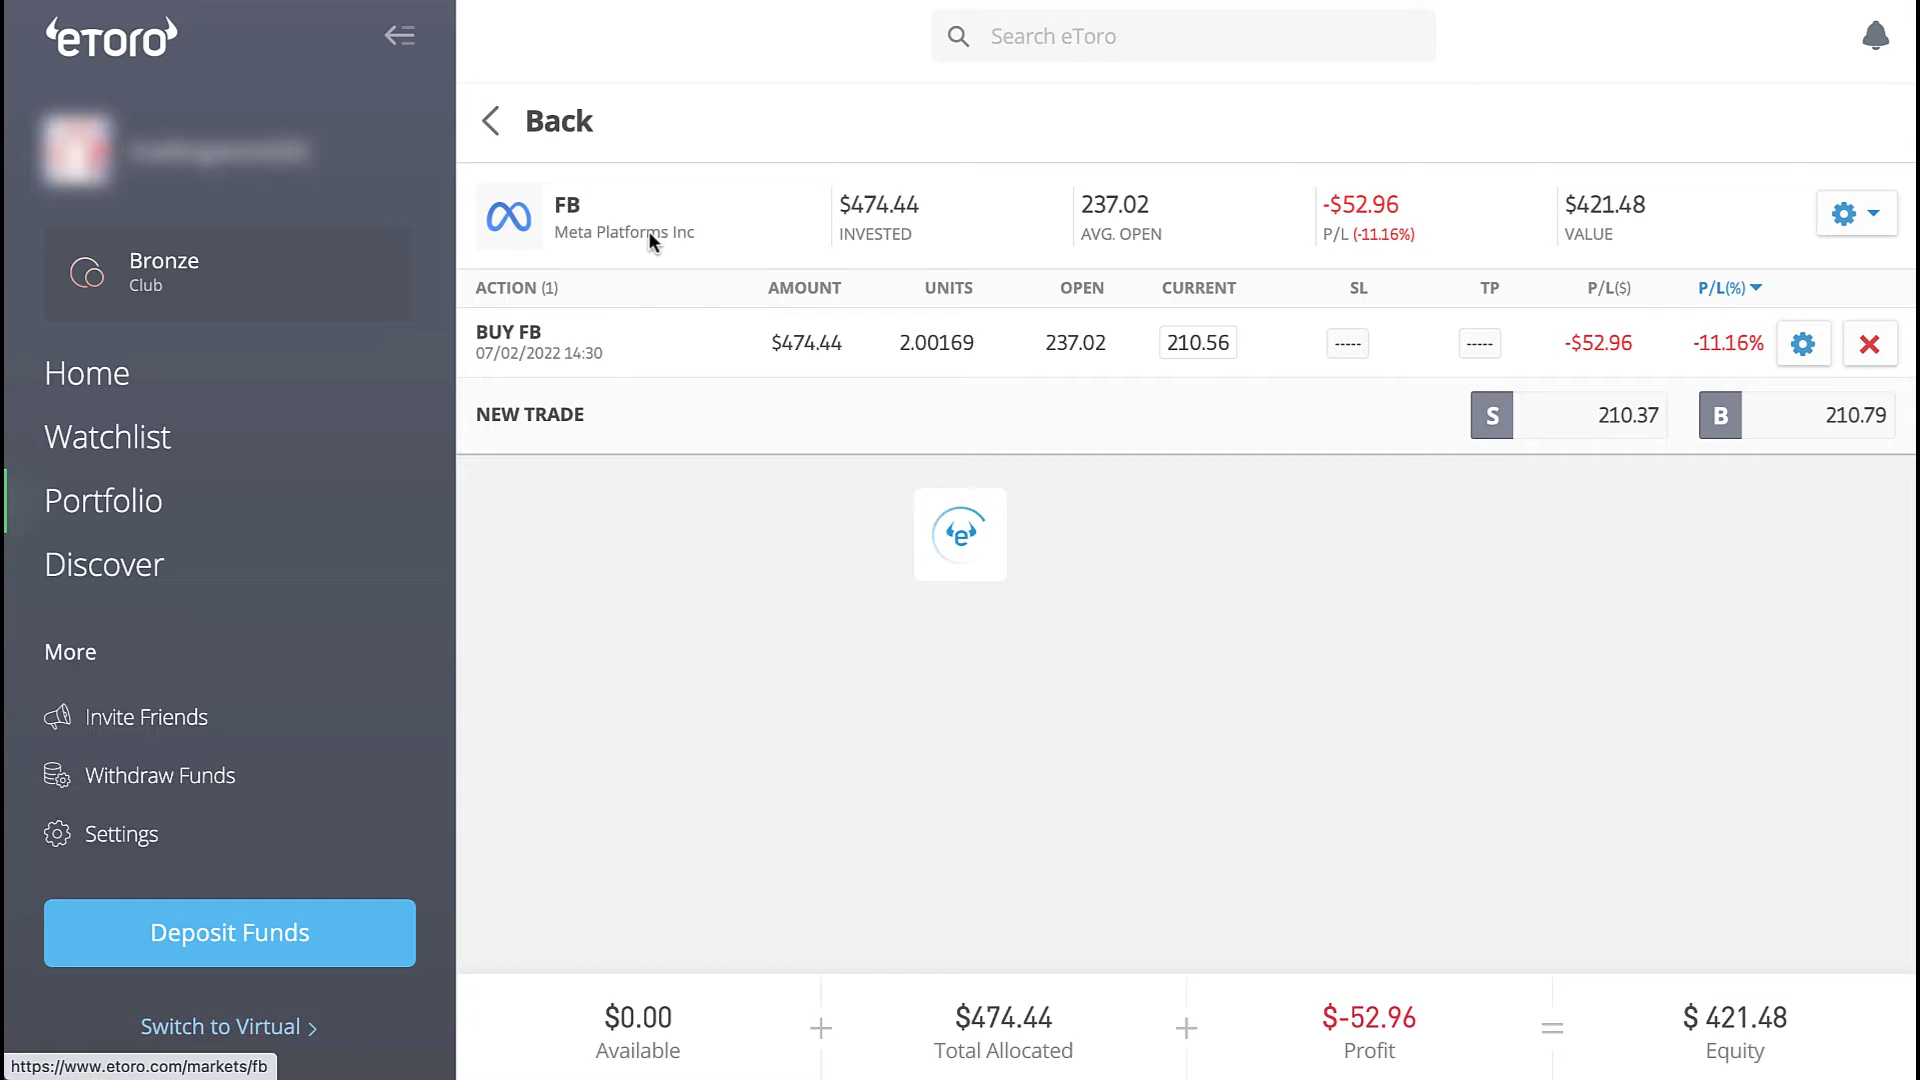 eToro
Search eToro
Back
Bronze
Club
Home
Watchlist
Portfolio
Discover
More
Invite Friends
Withdraw Funds
Settings
Deposit Funds
Switch to Virtual >
https://www.etoro.com/markets/fb
FB
Meta Platforms Inc
$474.44
INVESTED
237.02
AVG. OPEN
-$52.96
P/L (-11.16%)
$421.48
VALUE
ACTION (1) AMOUNT UNITS OPEN CURRENT SL TP P/L($) P/L(%)
BUY FB $474.44 2.00169 237.02 210.56 ----- ----- -$52.96 -11.16%
07/02/2022 14:30
NEW TRADE S 210.37 B 210.79
e
$0.00 + $474.44 + $-52.96 = $ 421.48
Available Total Allocated Profit Equity